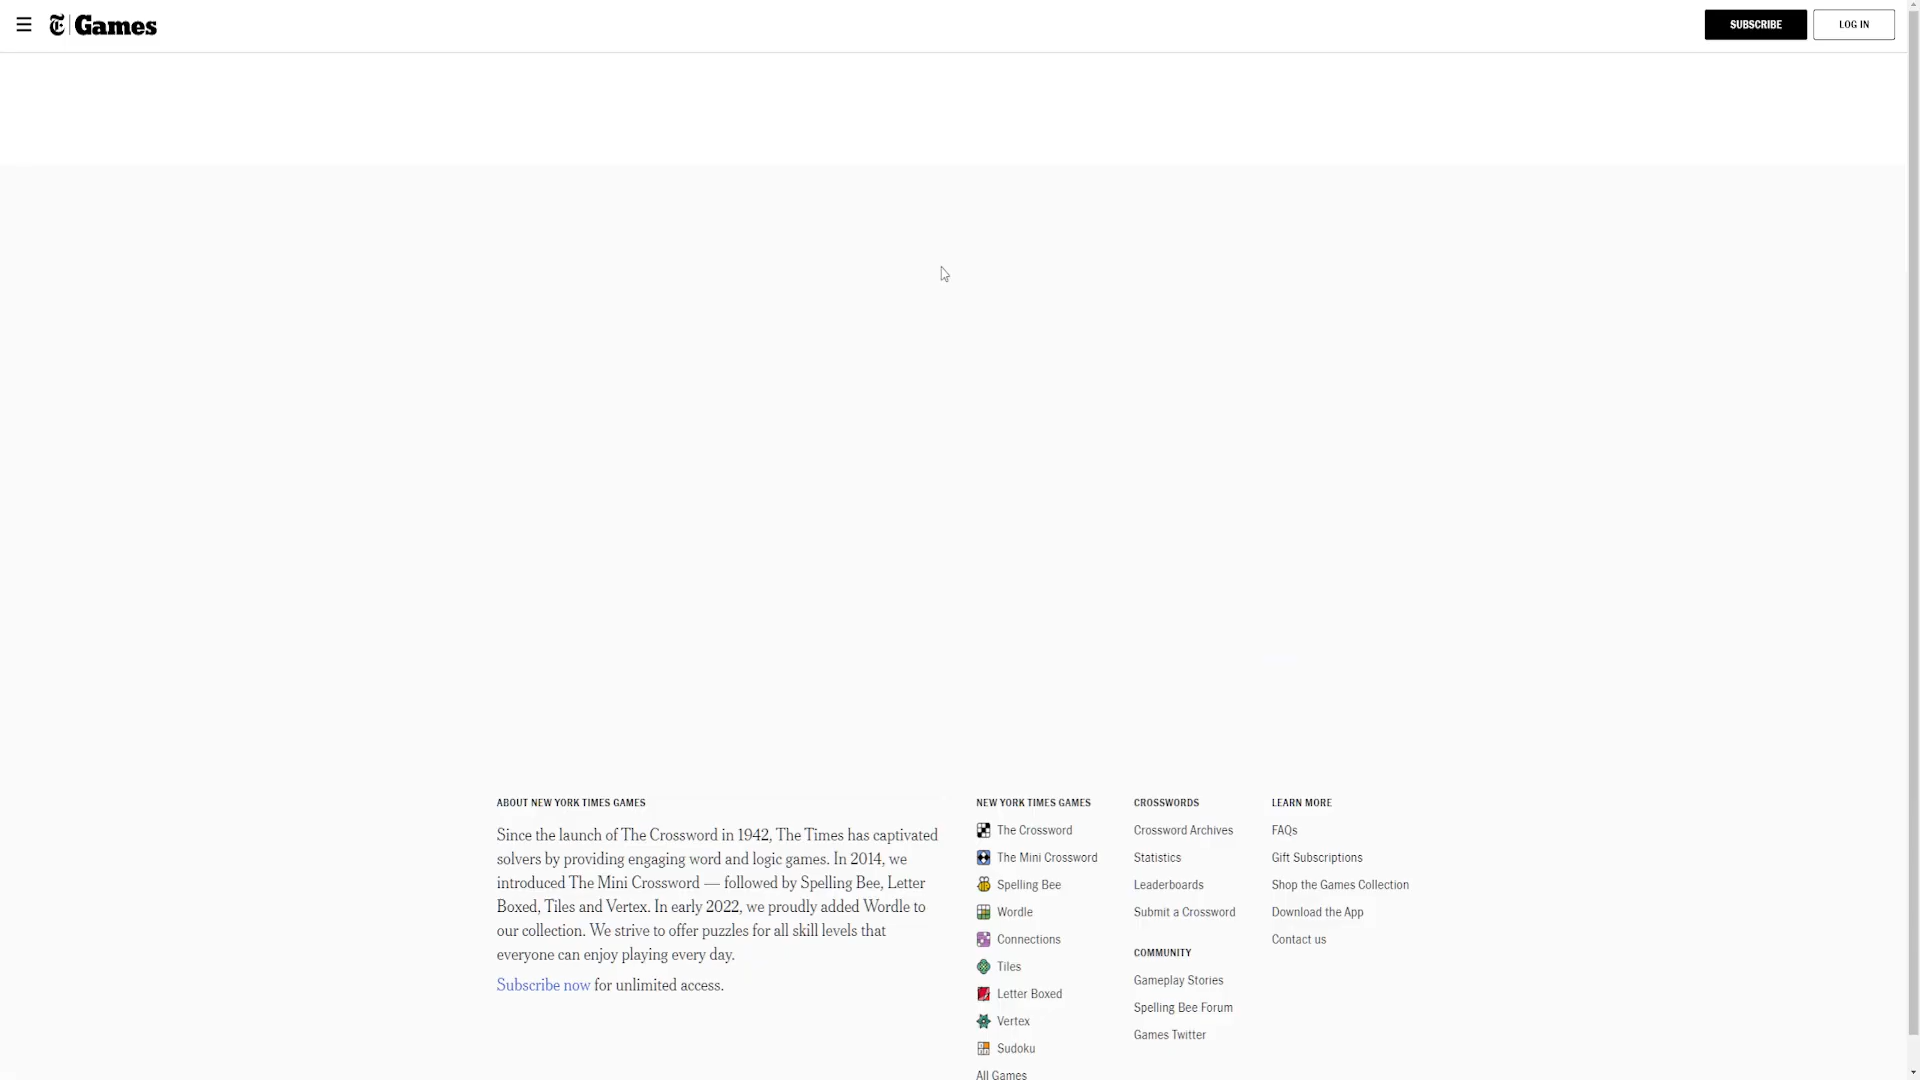 Games
SUBSCRIBE
LOG IN
ABOUT NEW YORK TIMES GAMES
Since the launch of The Crossword in 1942, The Times has captivated
solvers by providing engaging word and logic games. In 2014, we
introduced The Mini Crossword — followed by Spelling Bee, Letter
Boxed, Tiles and Vertex. In early 2022, we proudly added Wordle to
our collection. We strive to offer puzzles for all skill levels that
everyone can enjoy playing every day.
Subscribe now for unlimited access.
NEW YORK TIMES GAMES
The Crossword
The Mini Crossword
Spelling Bee
Wordle
Connections
Tiles
Letter Boxed
Vertex
Sudoku
All Games
CROSSWORDS
Crossword Archives
Statistics
Leaderboards
Submit a Crossword
COMMUNITY
Gameplay Stories
Spelling Bee Forum
Games Twitter
LEARN MORE
FAQs
Gift Subscriptions
Shop the Games Collection
Download the App
Contact us